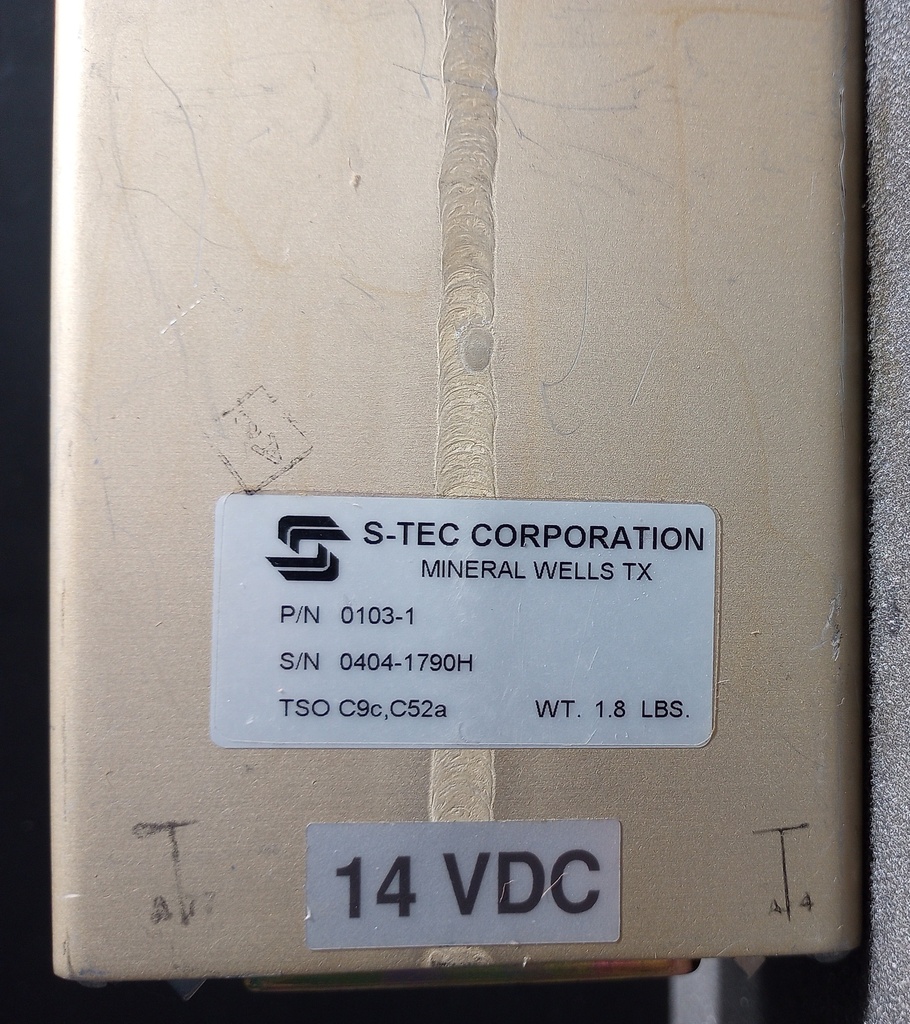 S-TEC CORPORATION
MINERAL WELLS TX
P/N 0103-1
S/N 0404-1790H
TSO C9c,C52a WT. 1.8 LBS.
14 VDC